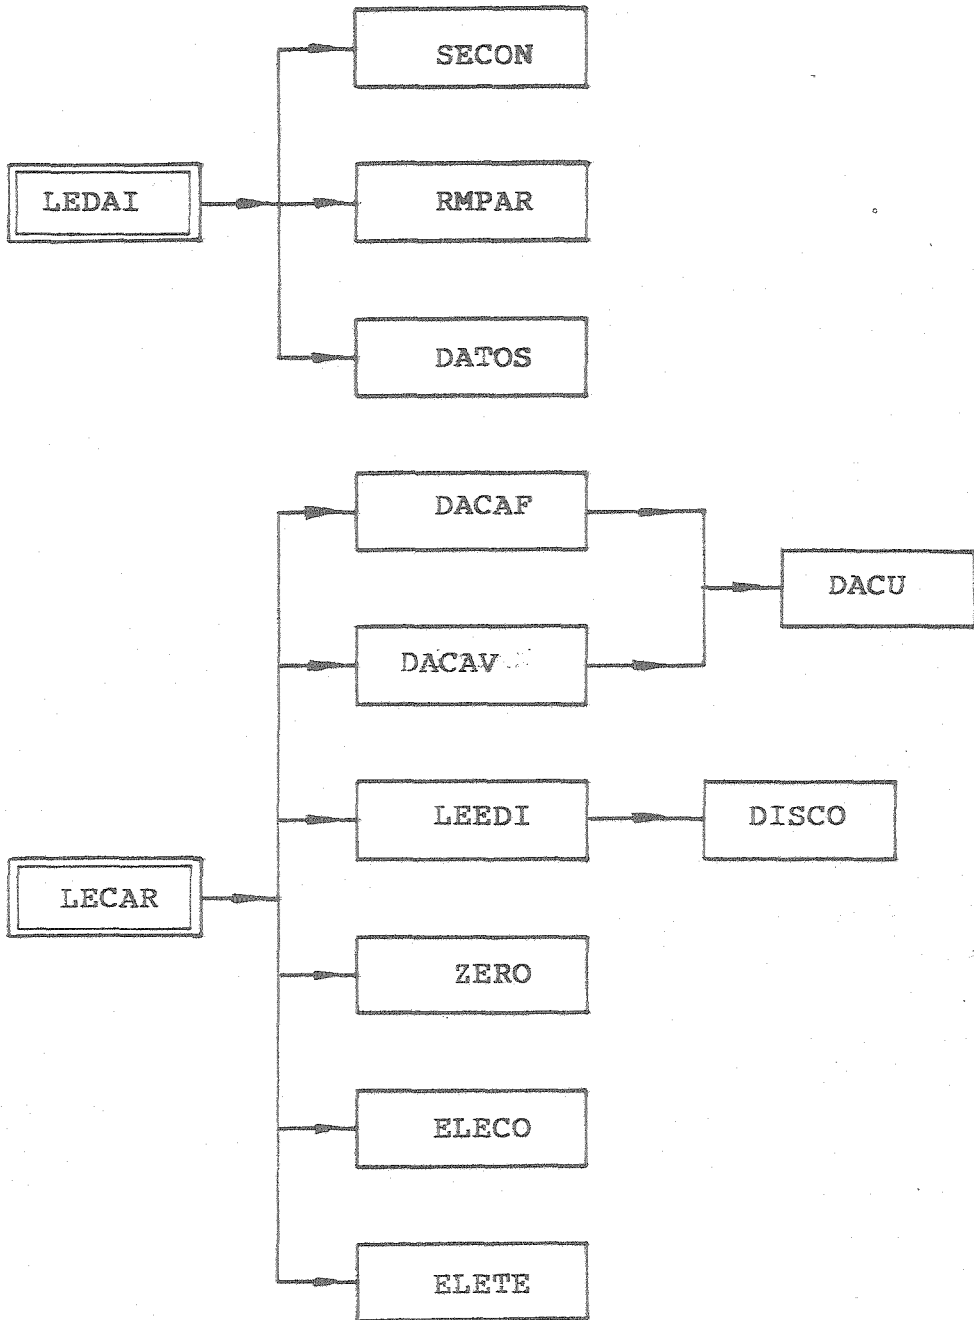 SECON
LEDAI
RMPAR
DATOS
DACAF
DACU
DACAV
LEEDI
DISCO
LECAR
ZERO
ELECO
ELETE